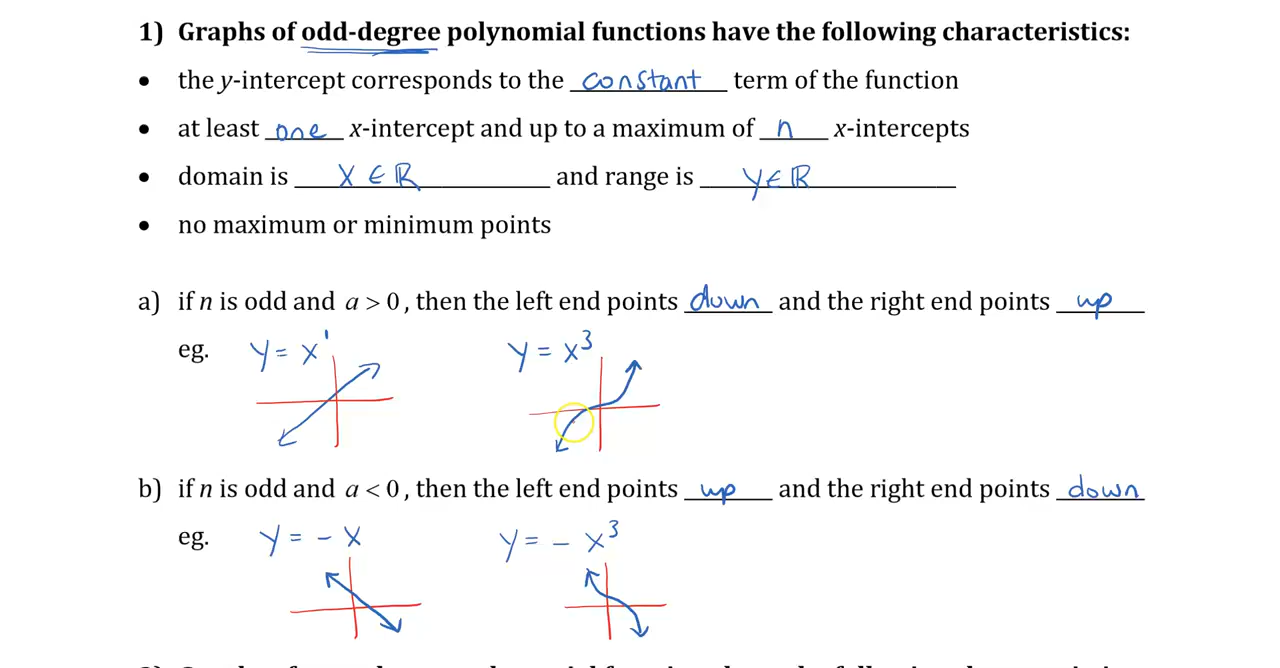 1) Graphs of odd-degree polynomial functions have the following characteristics:
• the y-intercept corresponds to the constant term of the function
• at least one x-intercept and up to a maximum of n x-intercepts
• domain is X ∈ ℝ and range is y ∈ ℝ
• no maximum or minimum points
a) if n is odd and a > 0, then the left end points down and the right end points up
eg. y = x¹ y = x³
b) if n is odd and a < 0, then the left end points up and the right end points down
eg. y = - x y = - x³